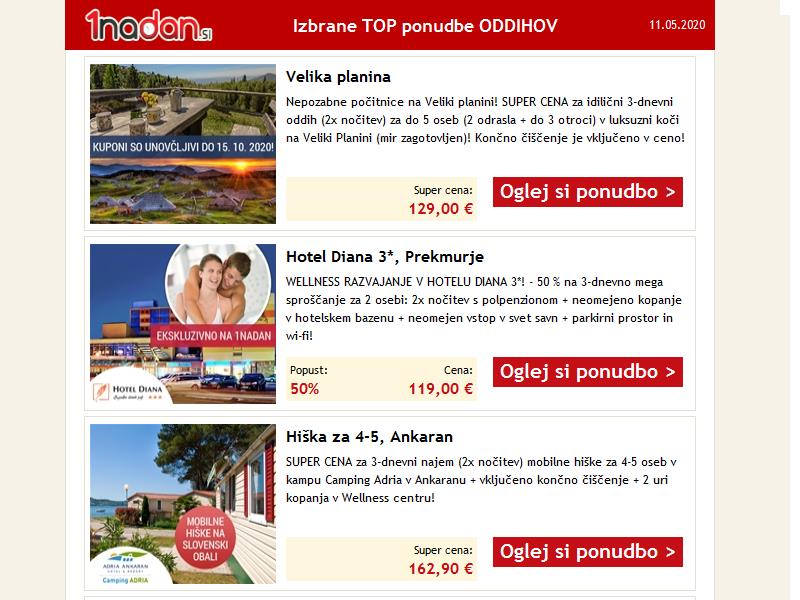 1nadan.si
Izbrane TOP ponudbe ODDIHOV
11.05.2020
KUPONI SO UNOVČLJIVI DO 15. 10. 2020!
Velika planina
Nepozabne počitnice na Veliki planini! SUPER CENA za idilični 3-dnevni
oddih (2x nočitev) za do 5 oseb (2 odrasla + do 3 otroci) v luksuzni koči
na Veliki Planini (mir zagotovljen)! Končno čiščenje je vključeno v ceno!
Super cena:
129,00 €
Oglej si ponudbo >
EKSKLUZIVNO NA 1NADAN
HOTEL DIANA
Hotel Diana 3*, Prekmurje
WELLNESS RAZVAJANJE V HOTELU DIANA 3*! - 50 % na 3-dnevno mega
sproščanje za 2 osebi: 2x nočitev s polpenzionom + neomejeno kopanje
v hotelskem bazenu + neomejen vstop v svet savn + parkirni prostor in
wi-fi!
Popust:
50%
Cena:
119,00 €
Oglej si ponudbo >
MOBILNE
HIŠKE NA
SLOVENSKI
OBALI
ADRIA ANKARAN
HOTEL & RESORT
Camping ADRIA
Hiška za 4-5, Ankaran
SUPER CENA za 3-dnevni najem (2x nočitev) mobilne hiške za 4-5 oseb v
kampu Camping Adria v Ankaranu + vključeno končno čiščenje + 2 uri
kopanja v Wellness centru!
Super cena:
162,90 €
Oglej si ponudbo >